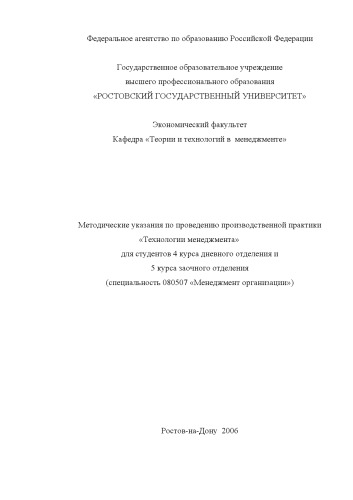 Федеральное агентство по образованию Российской Федерации
Государственное образовательное учреждение
высшего профессионального образования
«РОСТОВСКИЙ ГОСУДАРСТВЕННЫЙ УНИВЕРСИТЕТ»
Экономический факультет
Кафедра «Теории и технологий в менеджменте»
Методические указания по проведению производственной практики
«Технологии менеджмента»
для студентов 4 курса дневного отделения и
5 курса заочного отделения
(специальность 080507 «Менеджмент организации»)
Ростов-на-Дону 2006